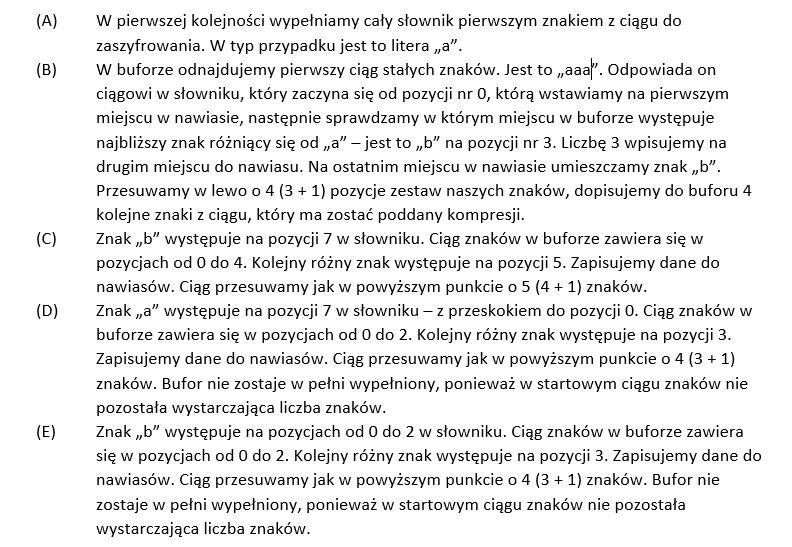 (A) W pierwszej kolejności wypełniamy cały słownik pierwszym znakiem z ciągu do
zaszyfrowania. W typ przypadku jest to litera „a”.
(B) W buforze odnajdujemy pierwszy ciąg stałych znaków. Jest to „aaa”. Odpowiada on
ciągowi w słowniku, który zaczyna się od pozycji nr 0, którą wstawiamy na pierwszym
miejscu w nawiasie, następnie sprawdzamy w którym miejscu w buforze występuje
najbliższy znak różniący się od „a” – jest to „b” na pozycji nr 3. Liczbę 3 wpisujemy na
drugim miejscu do nawiasu. Na ostatnim miejscu w nawiasie umieszczamy znak „b”.
Przesuwamy w lewo o 4 (3 + 1) pozycje zestaw naszych znaków, dopisujemy do buforu 4
kolejne znaki z ciągu, który ma zostać poddany kompresji.
(C) Znak „b” występuje na pozycji 7 w słowniku. Ciąg znaków w buforze zawiera się w
pozycjach od 0 do 4. Kolejny różny znak występuje na pozycji 5. Zapisujemy dane do
nawiasów. Ciąg przesuwamy jak w powyższym punkcie o 5 (4 + 1) znaków.
(D) Znak „a” występuje na pozycji 7 w słowniku – z przeskokiem do pozycji 0. Ciąg znaków w
buforze zawiera się w pozycjach od 0 do 2. Kolejny różny znak występuje na pozycji 3.
Zapisujemy dane do nawiasów. Ciąg przesuwamy jak w powyższym punkcie o 4 (3 + 1)
znaków. Bufor nie zostaje w pełni wypełniony, ponieważ w startowym ciągu znaków nie
pozostała wystarczająca liczba znaków.
(E) Znak „b” występuje na pozycjach od 0 do 2 w słowniku. Ciąg znaków w buforze zawiera
się w pozycjach od 0 do 2. Kolejny różny znak występuje na pozycji 3. Zapisujemy dane do
nawiasów. Ciąg przesuwamy jak w powyższym punkcie o 4 (3 + 1) znaków. Bufor nie
zostaje w pełni wypełniony, ponieważ w startowym ciągu znaków nie pozostała
wystarczająca liczba znaków.